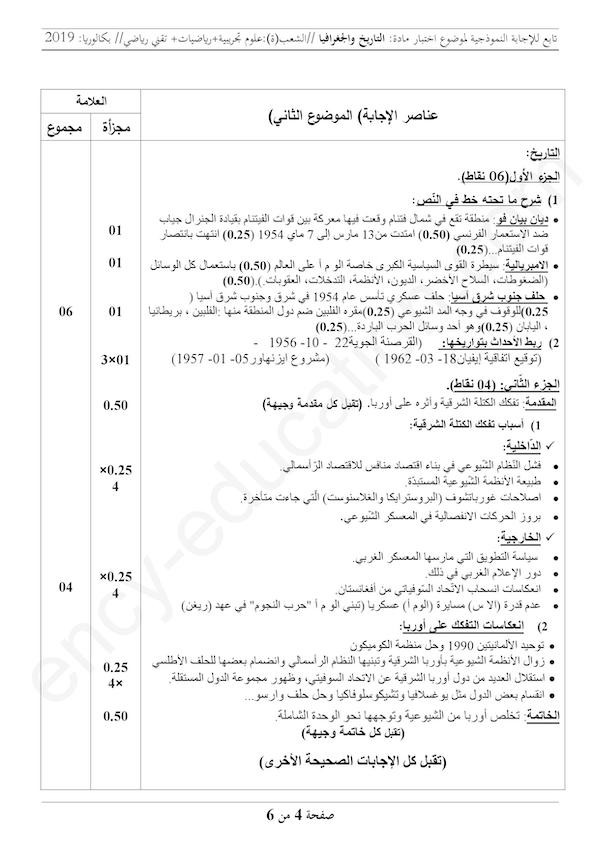 تابع للإجابة النموذجية لموضوع اختبار مادة: التاريخ والجغرافيا //الشعب(ة):علوم تجريبية+رياضيات+ تقني رياضي// بكالوريا: 2019
العلامة
عناصر الإجابة) الموضوع الثاني)
مجموع
مجزأة
التاريخ:
الجزء الأول(06 نقاط).
1) شرح ما تحته خط في النّص:
• ديان بيان فو: منطقة تقع في شمال فتنام وقعت فيها معركة بين قوات الفيتنام بقيادة الجنرال جياب
01
ضد الاستعمار الفرنسي (0.50) امتدت من13 مارس إلى 7 ماي 1954 (0.25) انتهت بانتصار
قوات الفيتنام...(0.25)
01
• الامبريالية: سيطرة القوى السياسية الكبرى خاصة الو م أ على العالم (0.50) باستعمال كل الوسائل
(الضغوطات، السلاح الأخضر، الديون، الأنظمة، التدخلات، العقوبات.).(0.50)
• حلف جنوب شرق آسيا: حلف عسكري تأسس عام 1954 في شرق وجنوب شرق آسيا (
06
01
0.25)للوقوف في وجه المد الشيوعي (0.25)مقره الفلبين ضم دول المنطقة منها :الفلبين ، بريطانيا
، اليابان (0.25)وهو أحد وسائل الحرب الباردة...(0.25)
2) ربط الأحداث بتواريخها: (القرصنة الجوية22 - 10- 1956 -
3×01
(توقيع اتفاقية إيفيان18- 03- 1962 ) (مشروع ايزنهاور05- 01- 1957)
الجزء الثّاني: (04 نقاط).
0.50
المقدمة: تفكك الكتلة الشرقية وأثره على أوربا. (تقبل كل مقدمة وجيهة)
1) أسباب تفكك الكتلة الشرقية:
✓ الدّاخلية:
×0.25
4
• فشل النّظام الشّيوعي في بناء اقتصاد منافس للاقتصاد الرّأسمالي.
• طبيعة الأنظمة الشّيوعية المستبدّة.
• اصلاحات غورباتشوف (البروسترايكا والغلاسنوست) الّتي جاءت متأخرة.
• بروز الحركات الانفصالية في المعسكر الشّيوعي.
✓ الخارجية:
• سياسة التطويق التي مارسها المعسكر الغربي.
04
×0.25
4
• دور الإعلام الغربي في ذلك.
• انعكاسات انسحاب الاتّحاد السّوفياتي من أفغانستان.
• عدم قدرة (الا س) مسايرة (الوم أ) عسكريا (تبني الو م أ "حرب النجوم" في عهد (ريغن)
2) انعكاسات التفكك على أوربا:
• توحيد الألمانيتين 1990 وحل منظمة الكوميكون
0.25
4×
• زوال الأنظمة الشيوعية بأوربا الشرقية وتبنيها النظام الرأسمالي وانضمام بعضها للحلف الأطلسي
• استقلال العديد من دول أوربا الشرقية عن الاتحاد السوفيتي، وظهور مجموعة الدول المستقلة.
• انقسام بعض الدول مثل يوغسلافيا وتشيكوسلوفاكيا وحل حلف وارسو...
0.50
الخاتمة: تخلص أوربا من الشيوعية وتوجهها نحو الوحدة الشاملة.
(تقبل كل خاتمة وجيهة)
(تقبل كل الإجابات الصحيحة الأخرى)
صفحة 4 من 6